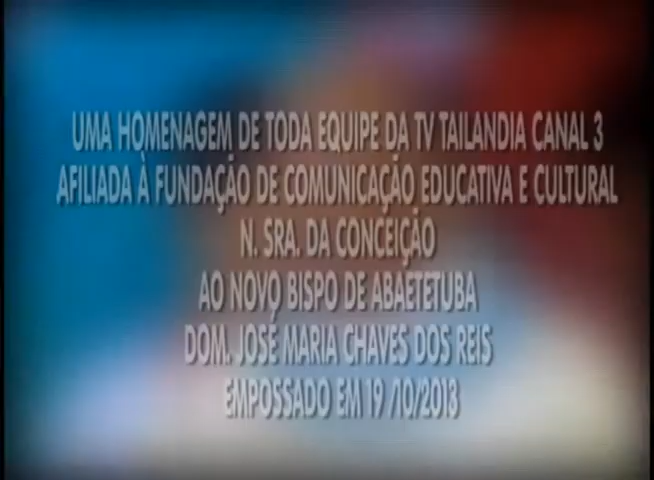 UMA HOMENAGEM DE TODA EQUIPE DA TV TAILANDIA CANAL 3
AFILIADA À FUNDAÇÃO DE COMUNICAÇÃO EDUCATIVA E CULTURAL
N. SRA. DA CONCEIÇÃO
AO NOVO BISPO DE ABAETETUBA
DOM. JOSÉ MARIA CHAVES DOS REIS
EMPOSSADO EM 19 /10/2013